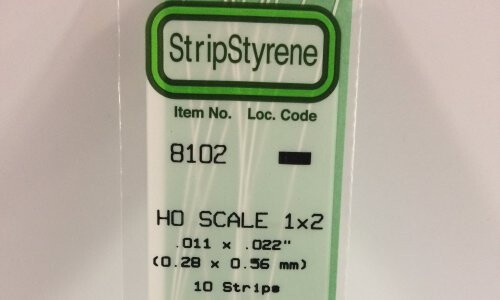 StripStyrene
Item No. Loc. Code
8102
HO SCALE 1x2
.011 x .022"
(0.28 x 0.56 mm)
10 Strips